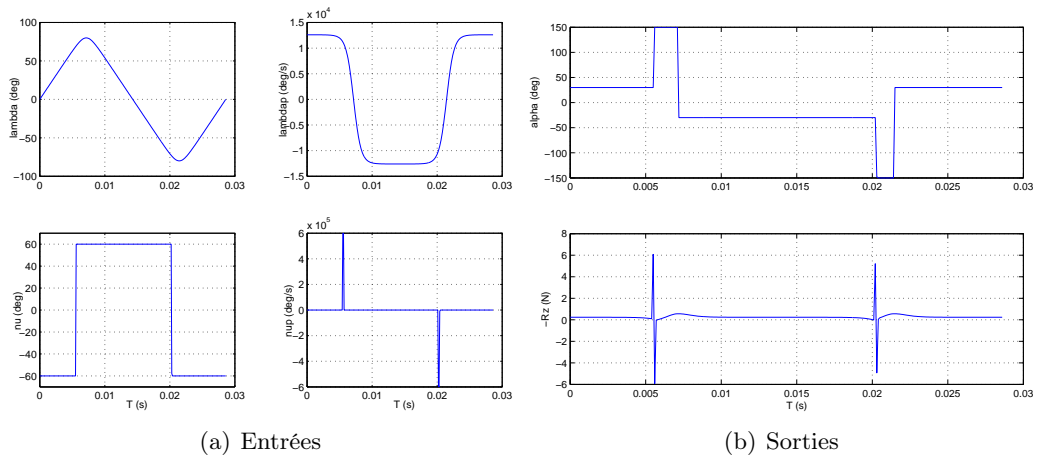 lambda (deg)
100
50
0
−50
−100
0 0.01 0.02 0.03
x 10⁴
lambdap (deg/s)
1.5
1
0.5
0
−0.5
−1
−1.5
0 0.01 0.02 0.03
alpha (deg)
150
100
50
0
−50
−100
−150
0 0.005 0.01 0.015 0.02 0.025 0.03
nu (deg)
60
40
20
0
−20
−40
−60
0 0.01 0.02 0.03
T (s)
x 10⁵
nup (deg/s)
6
4
2
0
−2
−4
−6
0 0.01 0.02 0.03
T (s)
−Rz (N)
8
6
4
2
0
−2
−4
−6
0 0.005 0.01 0.015 0.02 0.025 0.03
T (s)
(a) Entrées
(b) Sorties